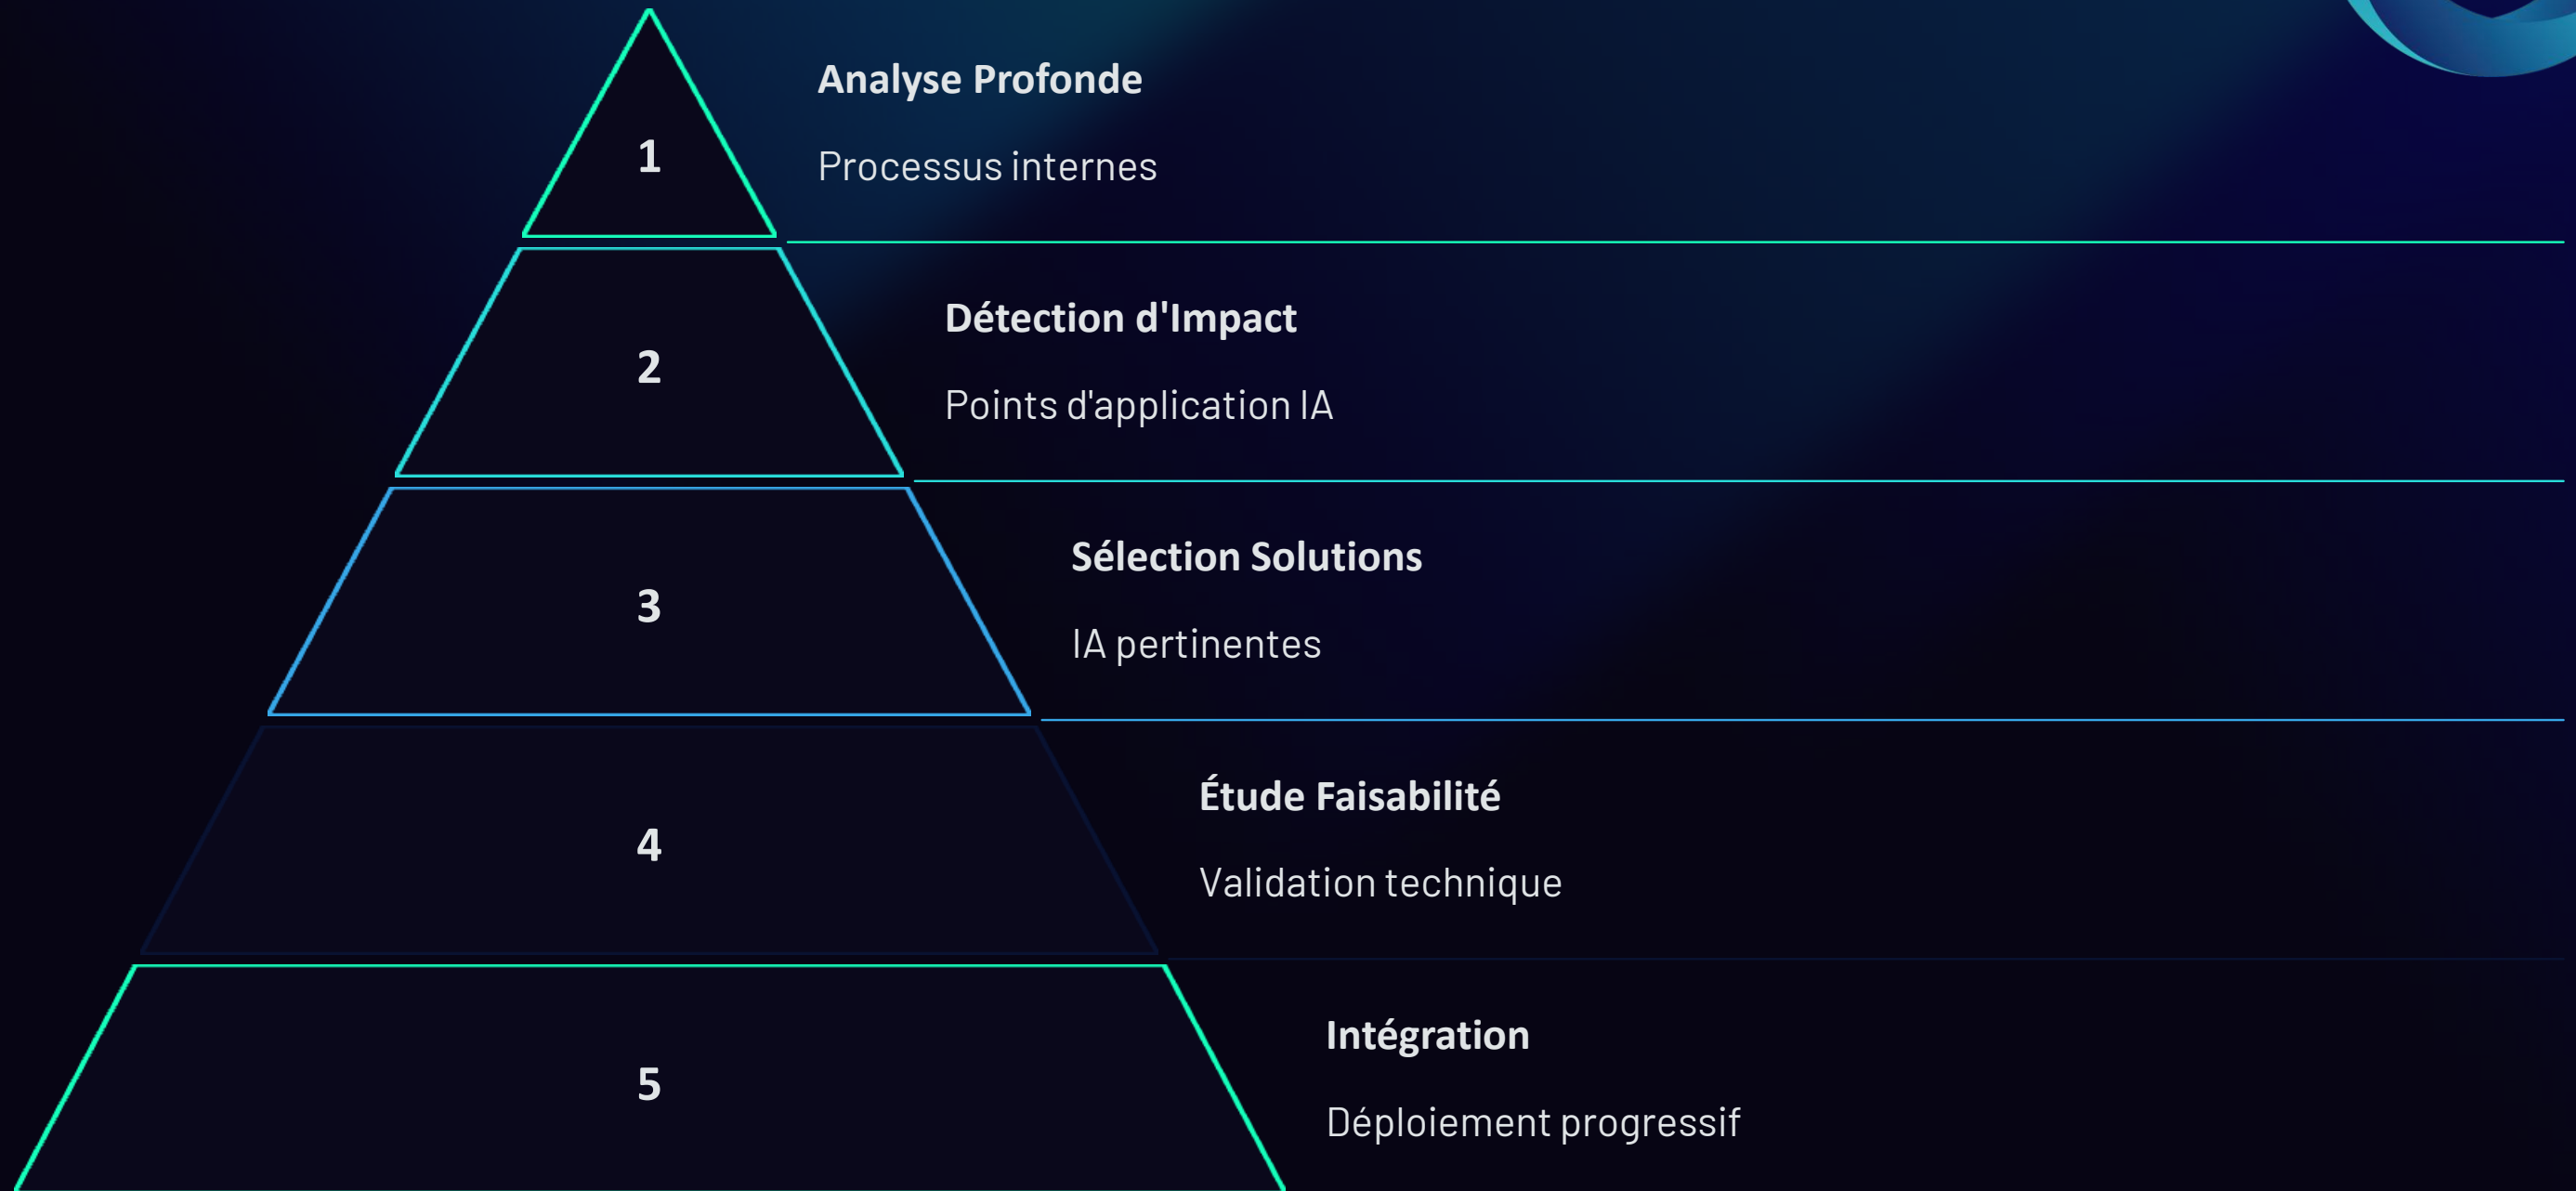 1
Analyse Profonde
Processus internes
2
Détection d'Impact
Points d'application IA
3
Sélection Solutions
IA pertinentes
4
Étude Faisabilité
Validation technique
5
Intégration
Déploiement progressif